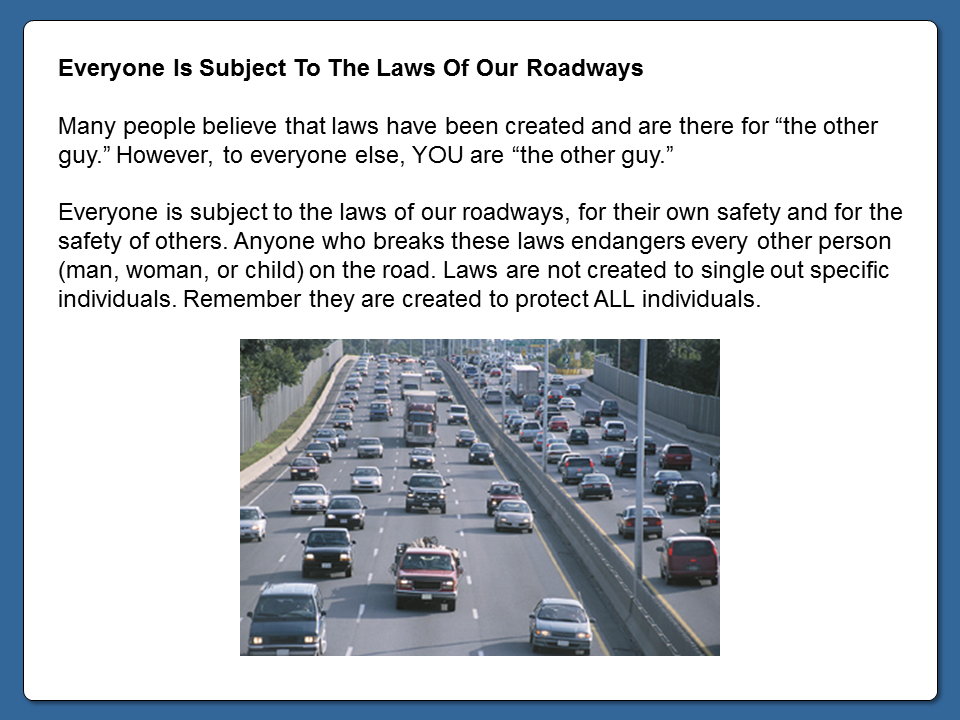 Everyone Is Subject To The Laws Of Our Roadways
Many people believe that laws have been created and are there for “the other
guy.” However, to everyone else, YOU are “the other guy.”
Everyone is subject to the laws of our roadways, for their own safety and for the
safety of others. Anyone who breaks these laws endangers every other person
(man, woman, or child) on the road. Laws are not created to single out specific
individuals. Remember they are created to protect ALL individuals.